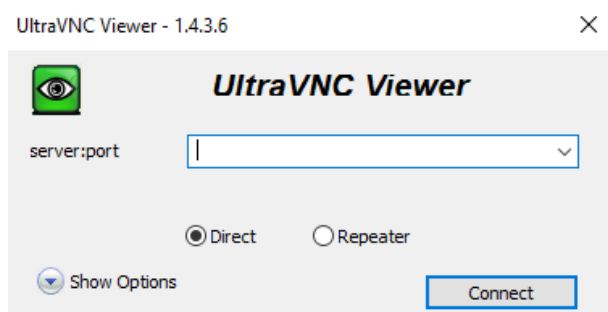 UltraVNC Viewer - 1.4.3.6
UltraVNC Viewer
server:port
Direct Repeater
Show Options
Connect